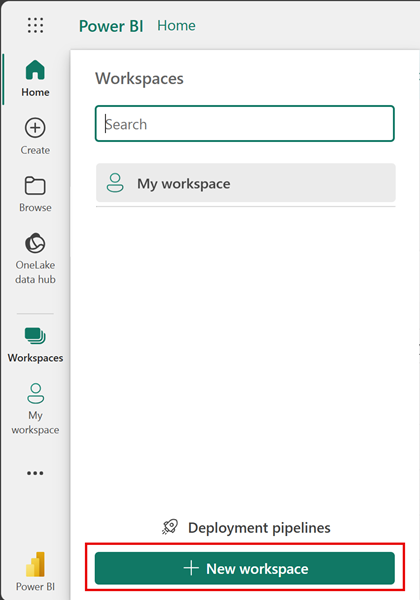 Power BI Home
Home
Create
Browse
OneLake
data hub
Workspaces
My
workspace
Power BI
Workspaces
Search
My workspace
Deployment pipelines
New workspace